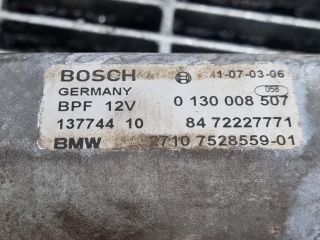 BOSCH 41-07-03-06
GERMANY 058
BPF 12V 0 130 008 507
137744 10 84 72227771
BMW 2710 7528559-01